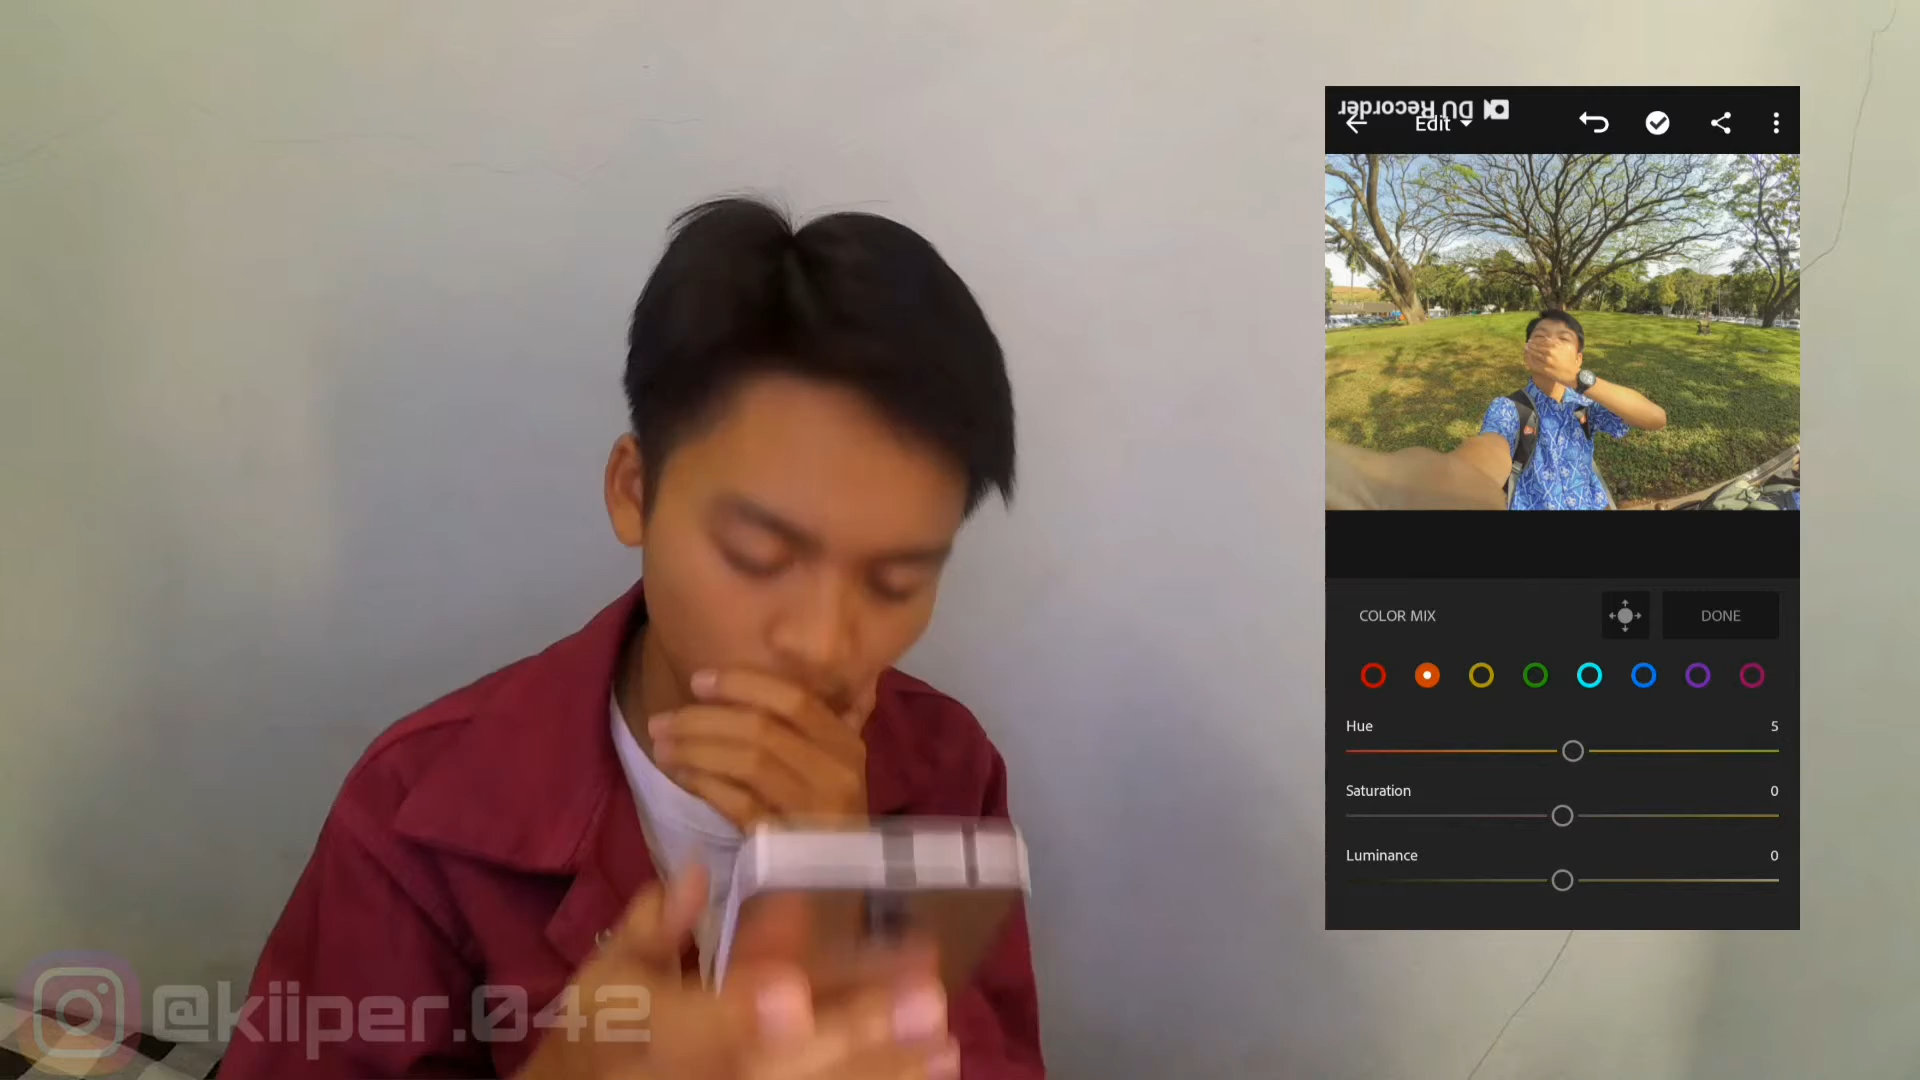 DU Recorder
Edit
COLOR MIX
DONE
Hue 5
Saturation 0
Luminance 0
@kiiper.042